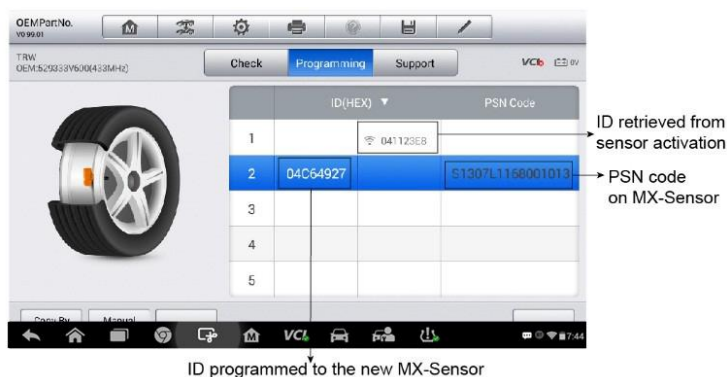 OEMPartNo.
V0.99.01
TRW
OEM:529333V600(433MHz)
Check
Programming
Support
VCI
0V
ID(HEX) ▼
PSN Code
1
041123E8
2
04C64927
S1307L1168001013
3
4
5
Copy By
Manual
VCI
7:44
ID retrieved from
sensor activation
PSN code
on MX-Sensor
ID programmed to the new MX-Sensor